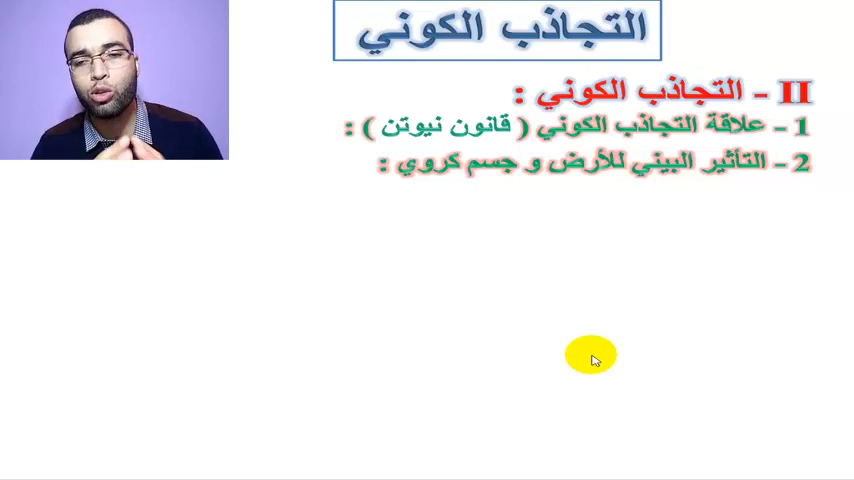 التجاذب الكوني
II - التجاذب الكوني :
1 - علاقة التجاذب الكوني ( قانون نيوتن ) :
2 - التأثير البيني للأرض و جسم كروي :